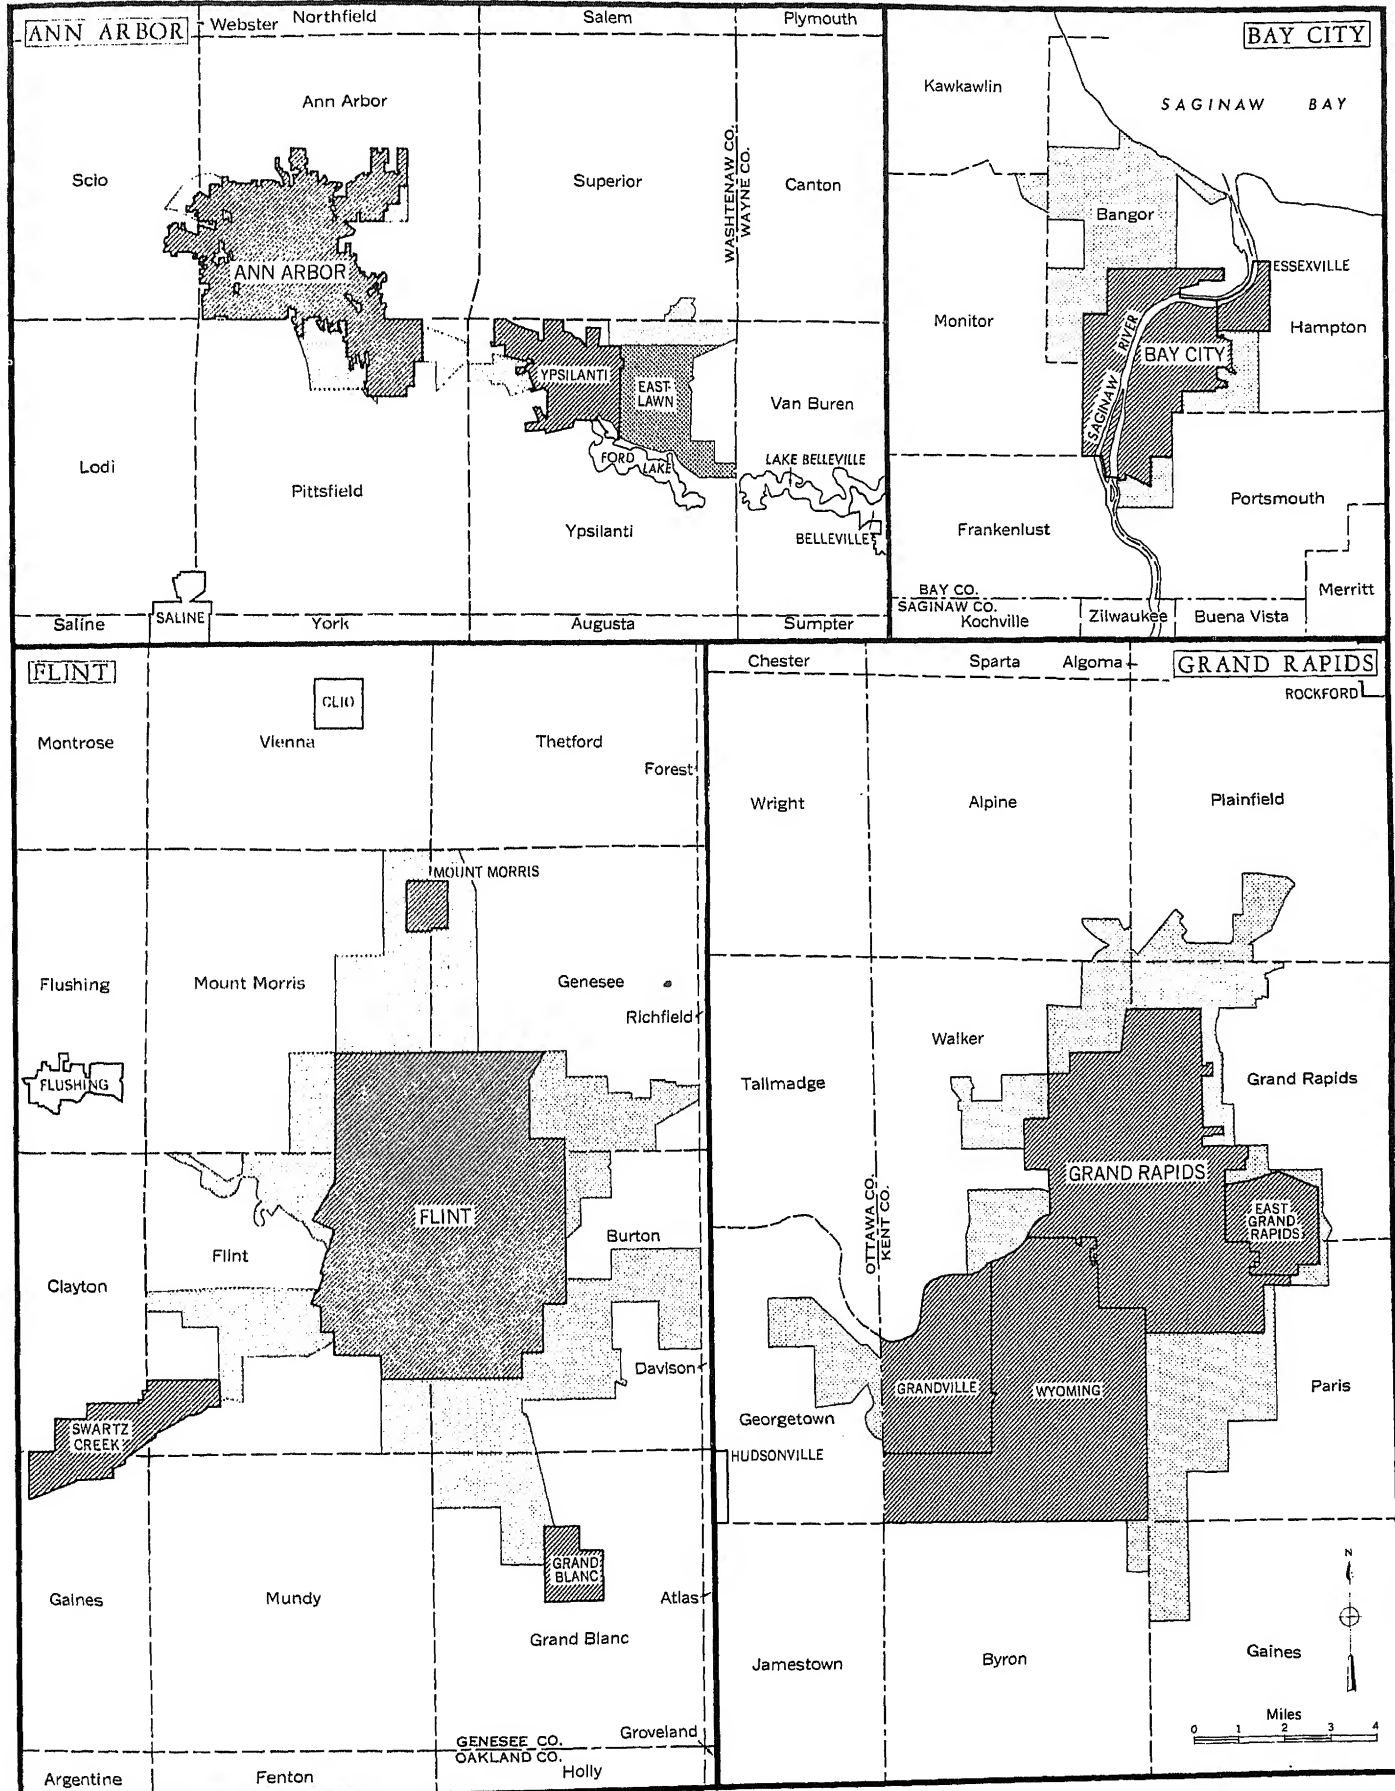 ANN ARBOR
Webster
Northfield
Salem
Plymouth
Ann Arbor
Scio
Superior
Canton
WASHTENAW CO.
WAYNE CO.
ANN ARBOR
YPSILANTI
EAST-
LAWN
Van Buren
FORD
LAKE
LAKE BELLEVILLE
Lodi
Pittsfield
Ypsilanti
BELLEVILLE
SALINE
Saline
York
Augusta
Sumpter
BAY CITY
Kawkawlin
SAGINAW BAY
Bangor
ESSEXVILLE
Monitor
Hampton
SAGINAW
RIVER
BAY CITY
Portsmouth
Frankenlust
Merritt
BAY CO.
SAGINAW CO.
Kochville
Zilwaukee
Buena Vista
FLINT
CLIO
Montrose
Vienna
Thetford
Forest
MOUNT MORRIS
Flushing
Mount Morris
Genesee
Richfield
FLUSHING
FLINT
Burton
Flint
Clayton
Davison
SWARTZ
CREEK
GRAND
BLANC
Gaines
Mundy
Atlas
Grand Blanc
Groveland
GENESEE CO.
OAKLAND CO.
Argentine
Fenton
Holly
GRAND RAPIDS
Chester
Sparta
Algoma
ROCKFORD
Wright
Alpine
Plainfield
Walker
Tallmadge
Grand Rapids
GRAND RAPIDS
OTTAWA CO.
KENT CO.
EAST
GRAND
RAPIDS
GRANDVILLE
WYOMING
Paris
Georgetown
HUDSONVILLE
N
Jamestown
Byron
Gaines
Miles
0 1 2 3 4